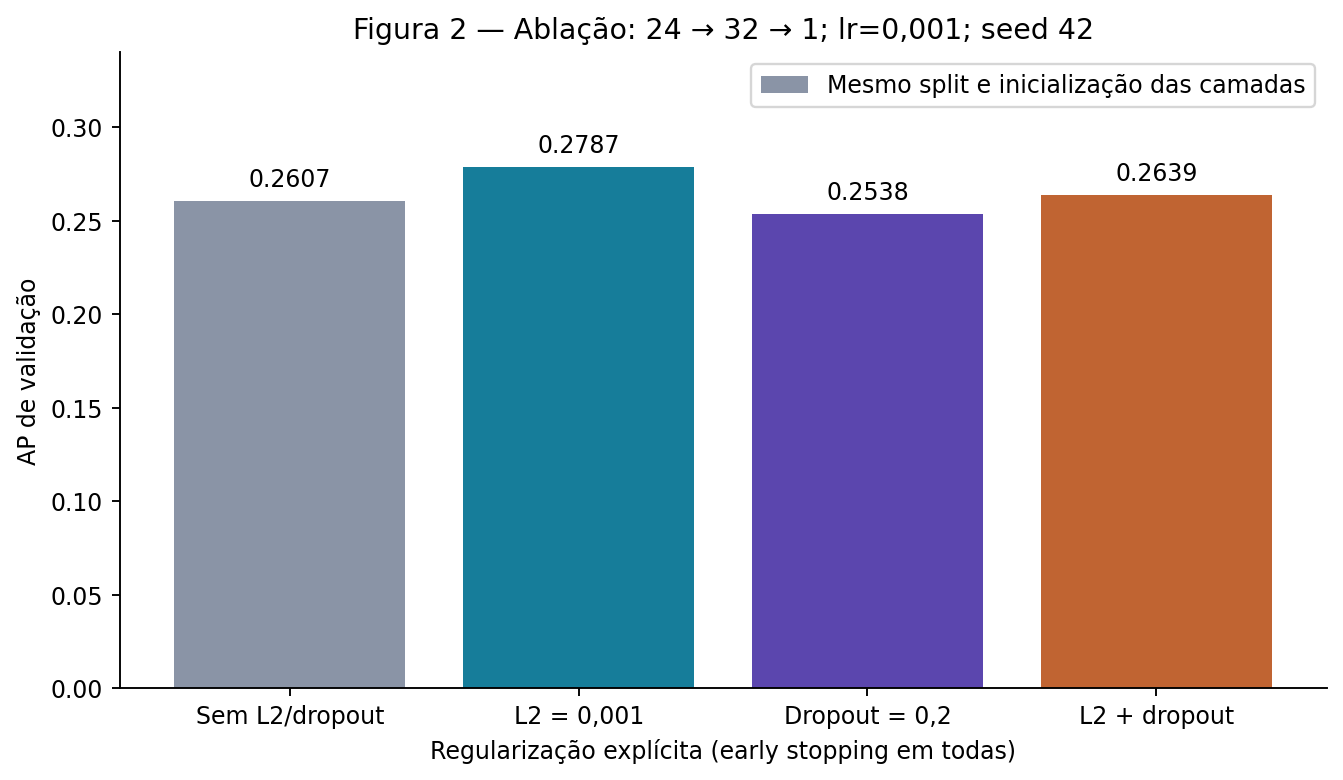 Figura 2 — Ablação: 24 → 32 → 1; lr=0,001; seed 42
Mesmo split e inicialização das camadas
AP de validação
0.30
0.25
0.20
0.15
0.10
0.05
0.00
0.2607
0.2787
0.2538
0.2639
Sem L2/dropout
L2 = 0,001
Dropout = 0,2
L2 + dropout
Regularização explícita (early stopping em todas)